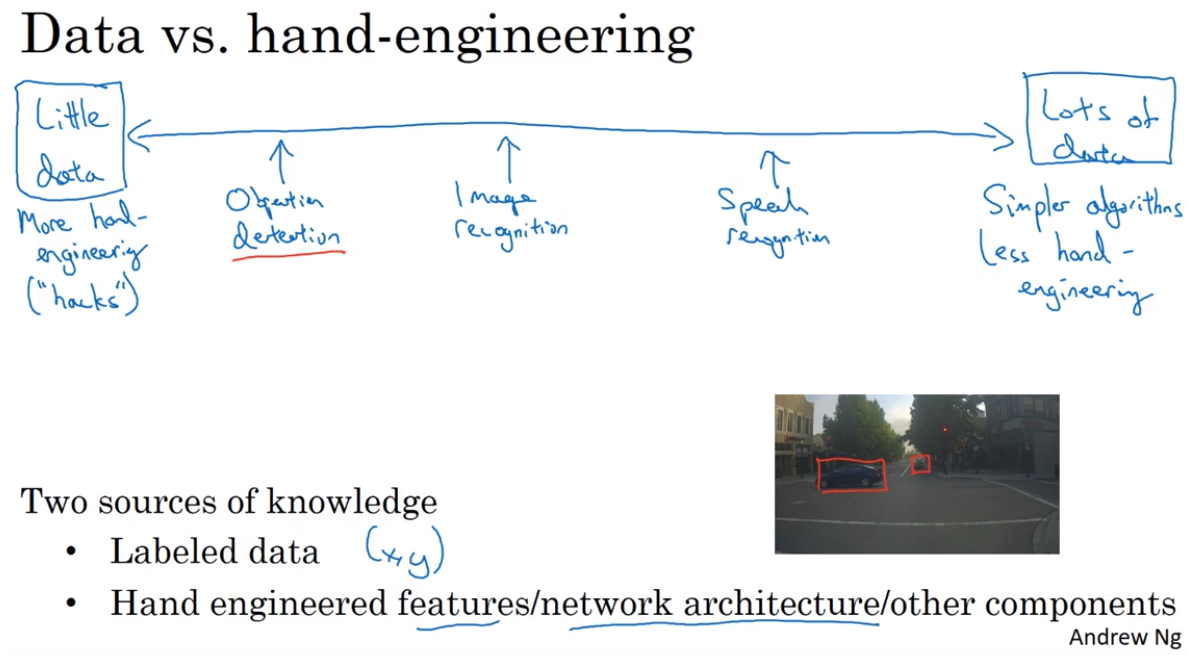 Data vs. hand-engineering
Little
data
Lots of
data
More hand-
engineering
("hacks")
detection
Image
recognition
Speech
recognition
Simpler algorithms
Less hand-
engineering
Two sources of knowledge
• Labeled data (x,y)
• Hand engineered features/network architecture/other components
Andrew Ng